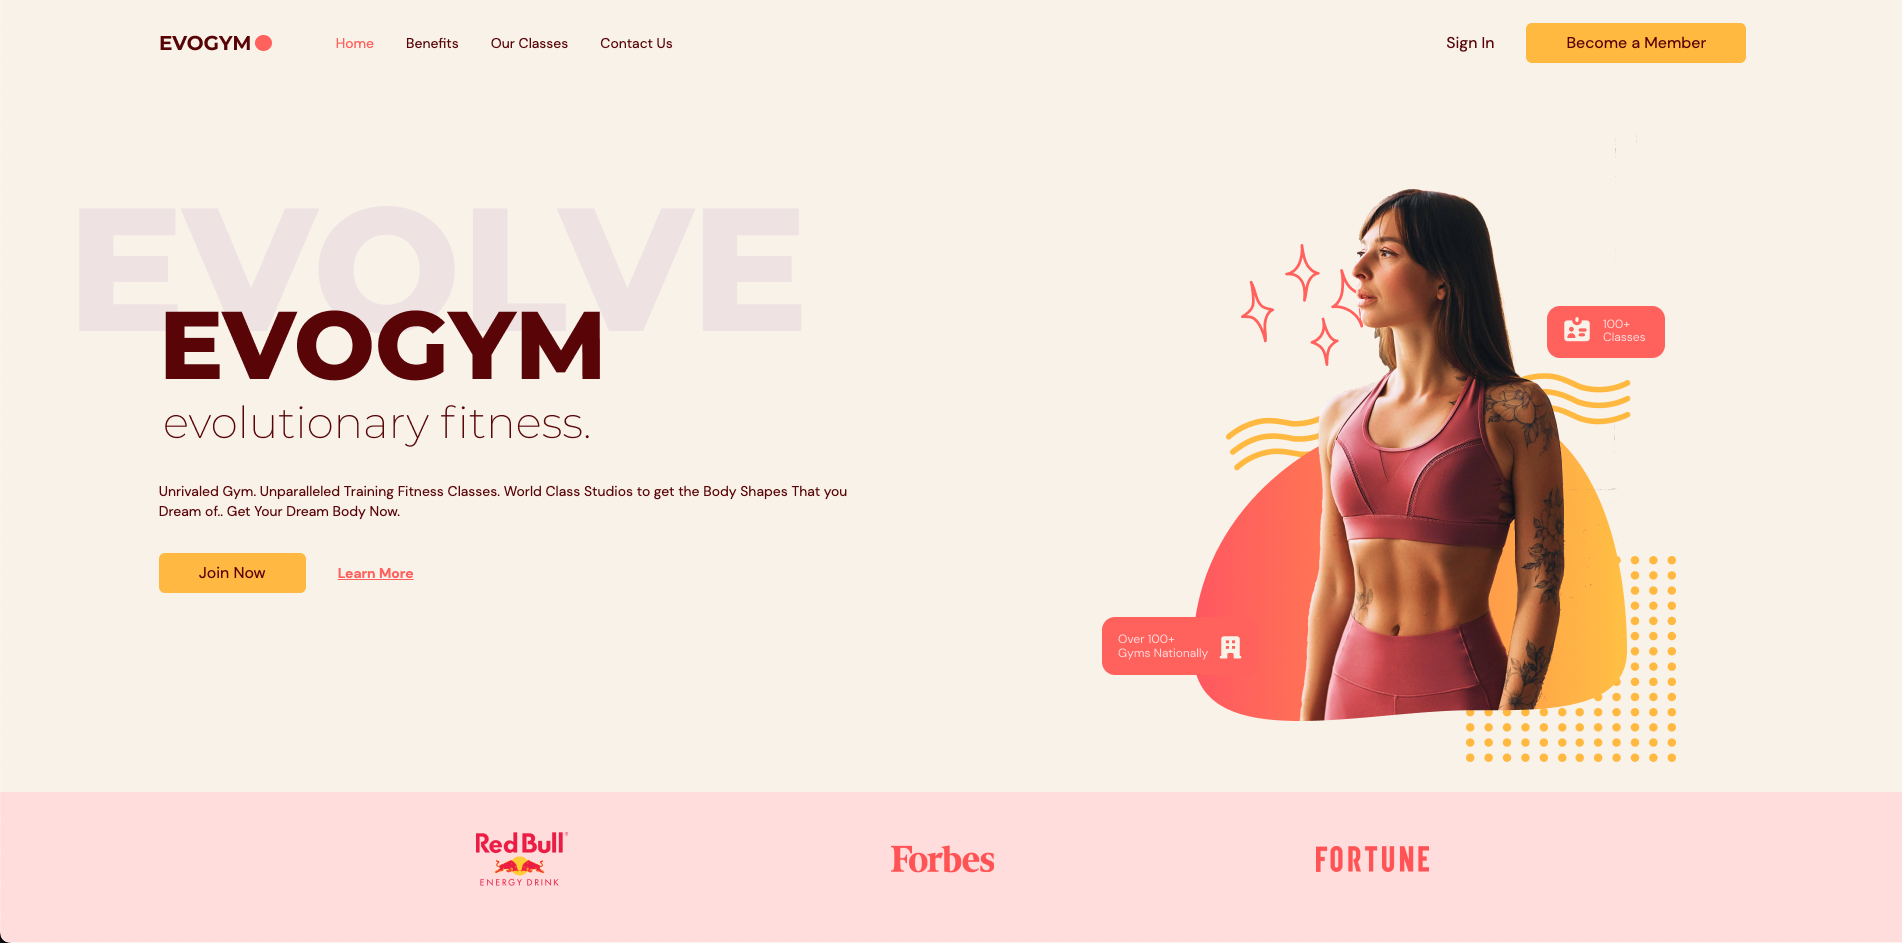 EVOGYM
Home
Benefits
Our Classes
Contact Us
Sign In
Become a Member
EVOLVE
EVOGYM
evolutionary fitness.
Unrivaled Gym. Unparalleled Training Fitness Classes. World Class Studios to get the Body Shapes That you
Dream of.. Get Your Dream Body Now.
Join Now
Learn More
100+
Classes
Over 100+
Gyms Nationally
Red Bull
ENERGY DRINK
Forbes
FORTUNE